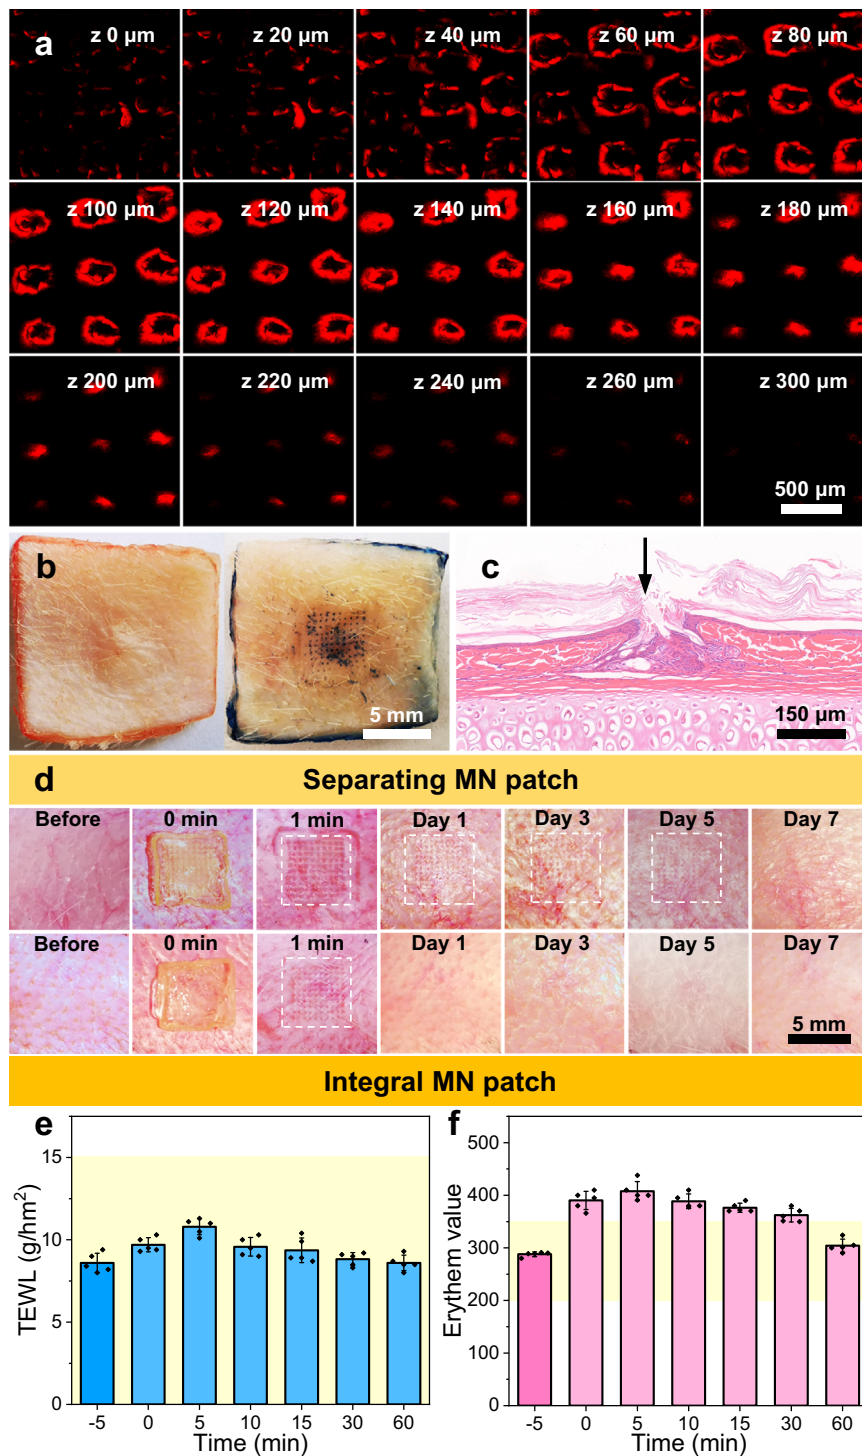 a
z 0 μm
z 20 μm
z 40 μm
z 60 μm
z 80 μm
z 100 μm
z 120 μm
z 140 μm
z 160 μm
z 180 μm
z 200 μm
z 220 μm
z 240 μm
z 260 μm
z 300 μm
500 μm
b
5 mm
c
150 μm
d
Separating MN patch
Before
0 min
1 min
Day 1
Day 3
Day 5
Day 7
Before
0 min
1 min
Day 1
Day 3
Day 5
Day 7
5 mm
Integral MN patch
e
TEWL (g/hm²)
15
10
5
0
-5
0
5
10
15
30
60
Time (min)
f
Erythem value
500
400
300
200
100
0
-5
0
5
10
15
30
60
Time (min)